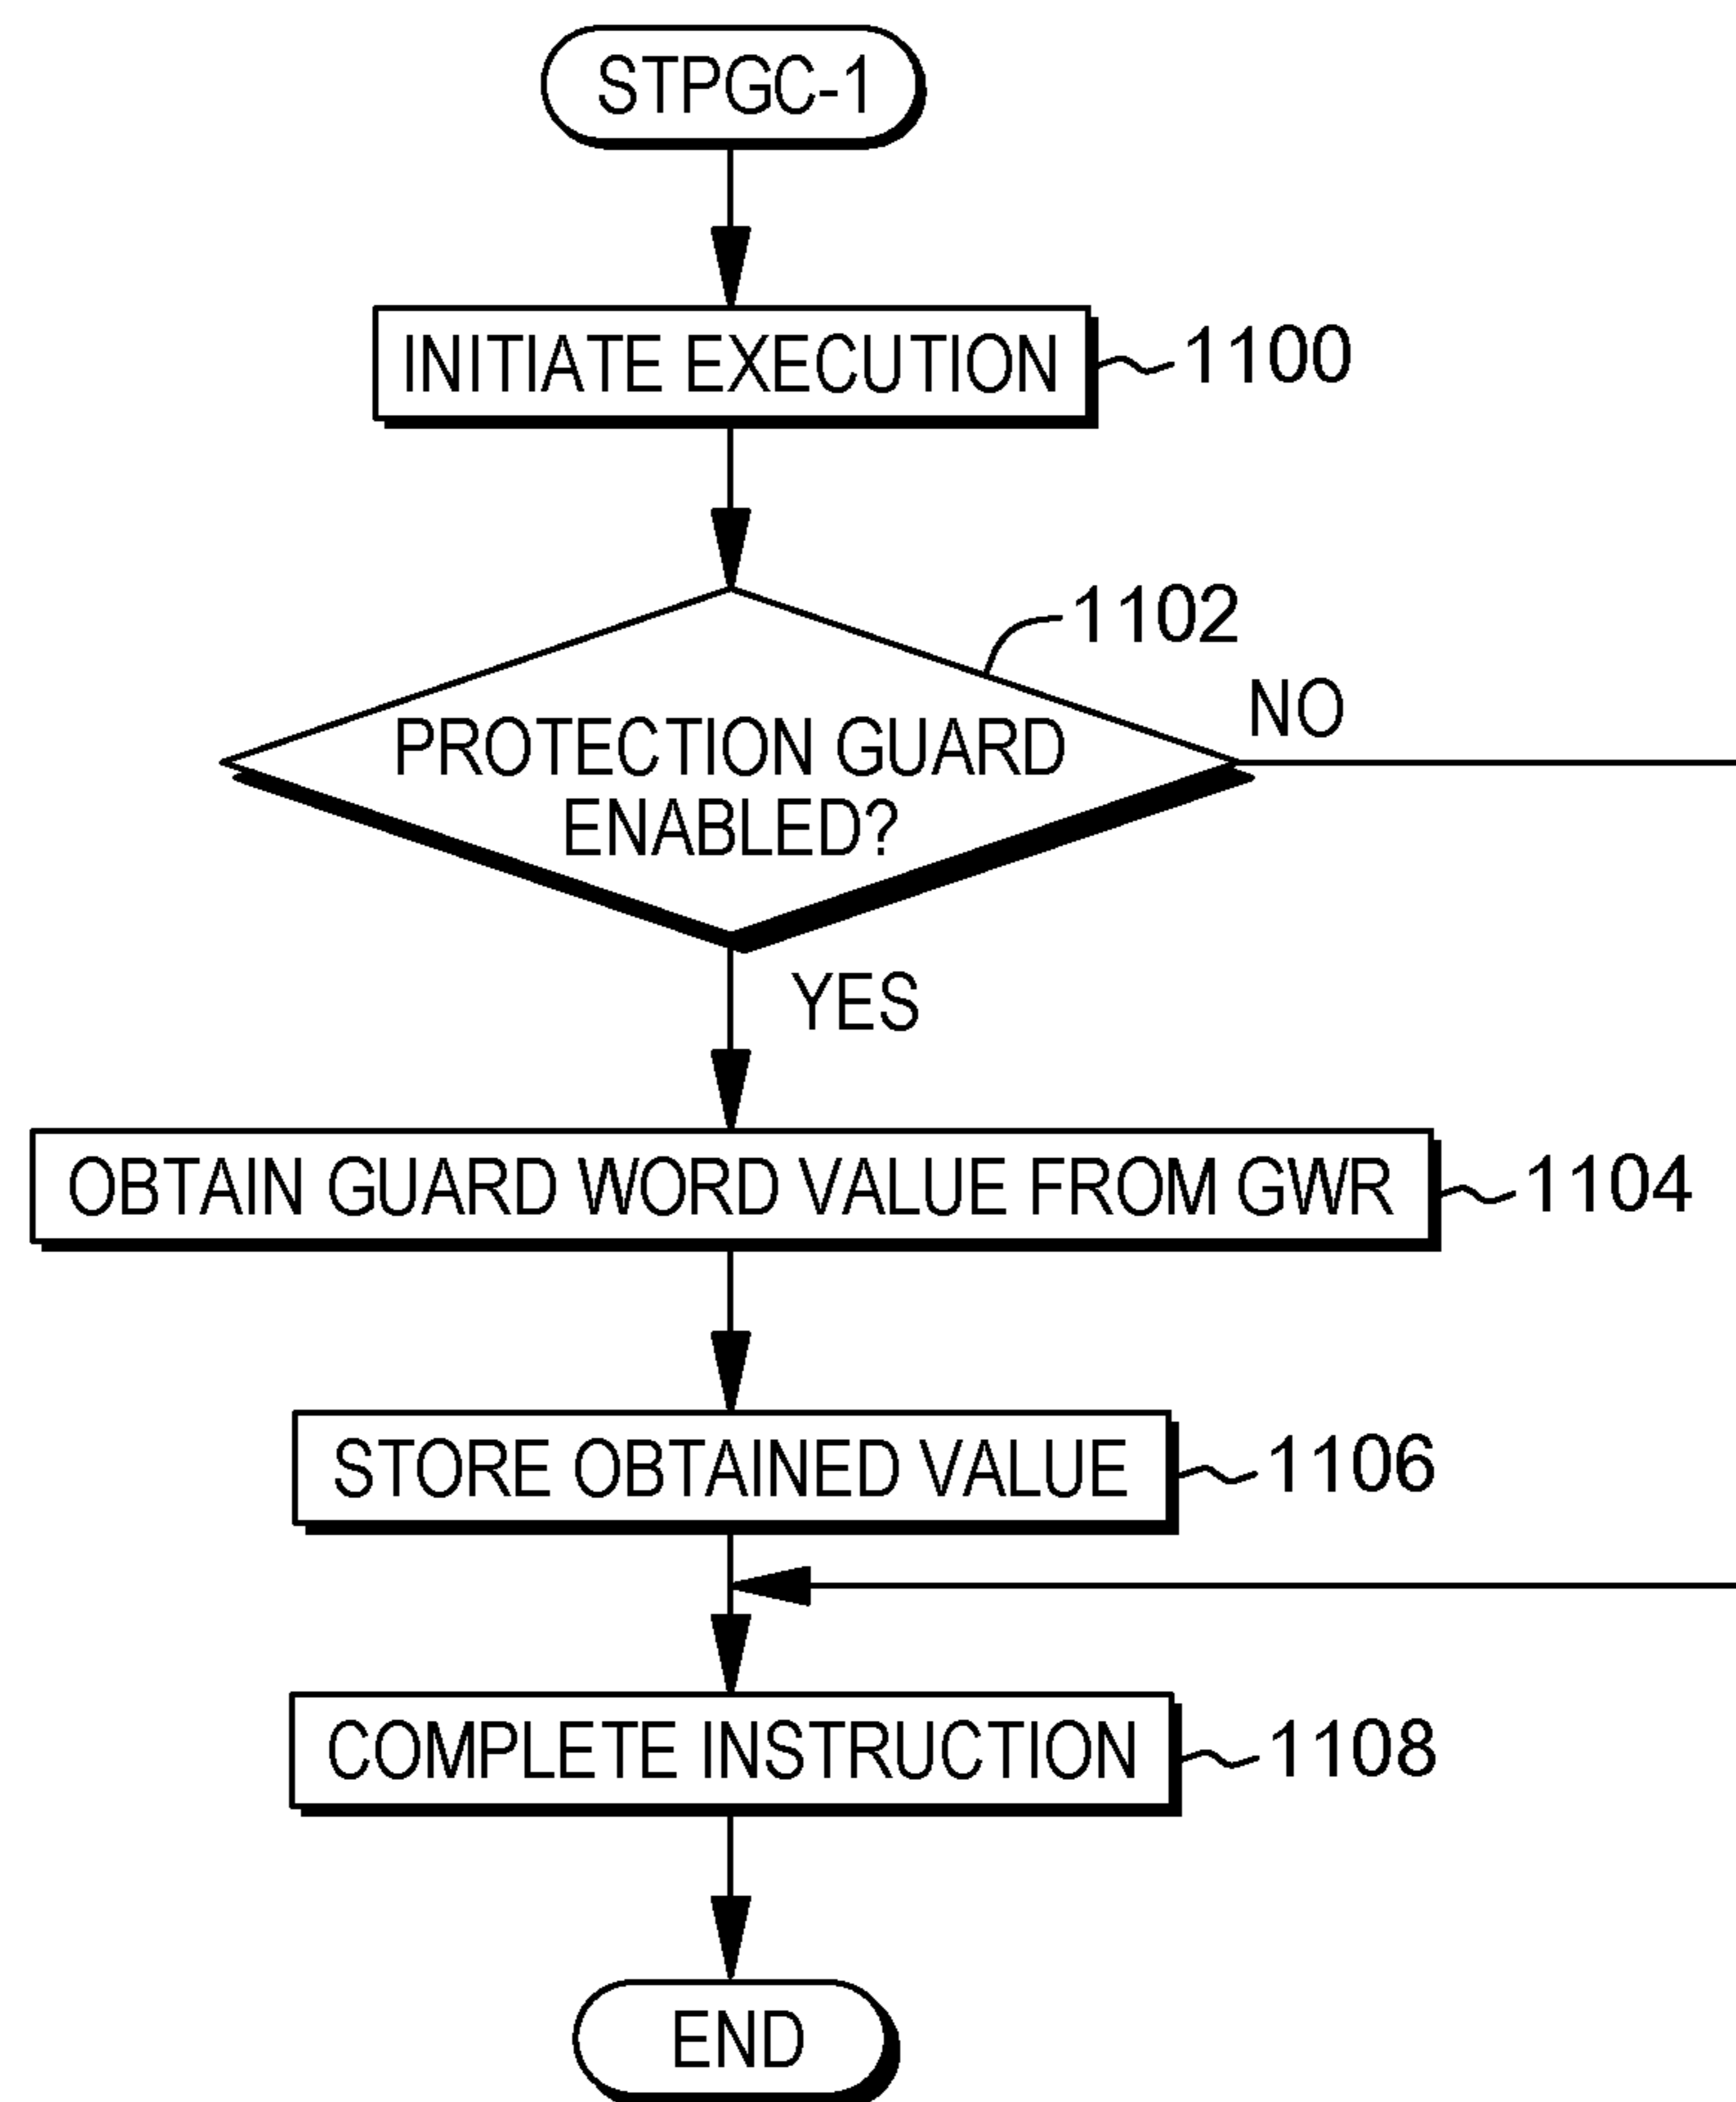 STPGC-1
INITIATE EXECUTION
1100
1102
NO
PROTECTION GUARD
ENABLED?
YES
OBTAIN GUARD WORD VALUE FROM GWR
1104
STORE OBTAINED VALUE
1106
COMPLETE INSTRUCTION
1108
END